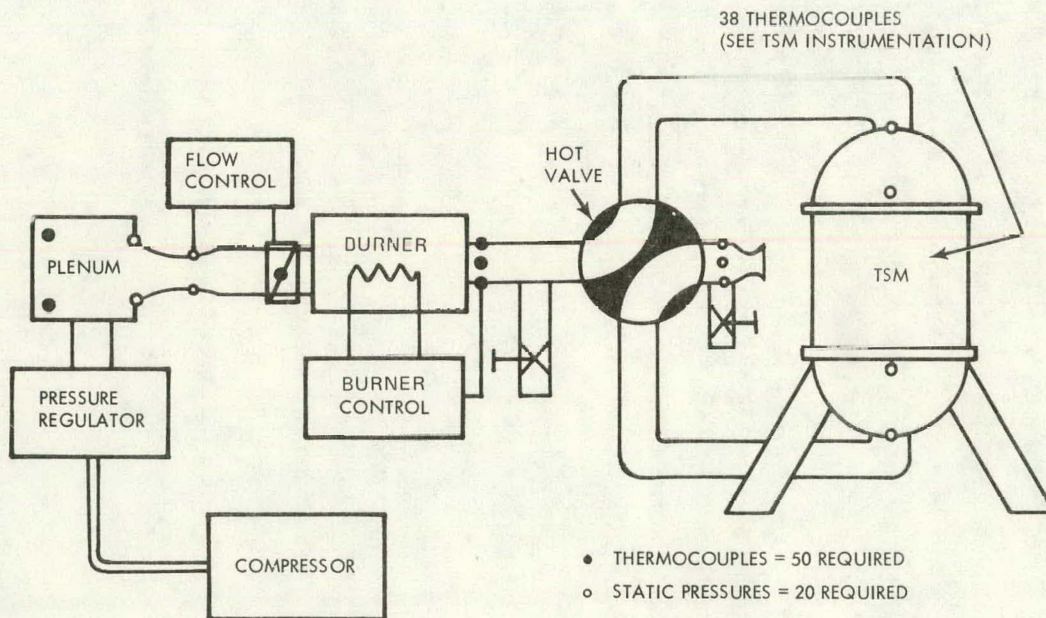 38 THERMOCOUPLES
(SEE TSM INSTRUMENTATION)
FLOW
CONTROL
HOT
VALVE
PLENUM
BURNER
TSM
PRESSURE
REGULATOR
BURNER
CONTROL
COMPRESSOR
THERMOCOUPLES = 50 REQUIRED
STATIC PRESSURES = 20 REQUIRED